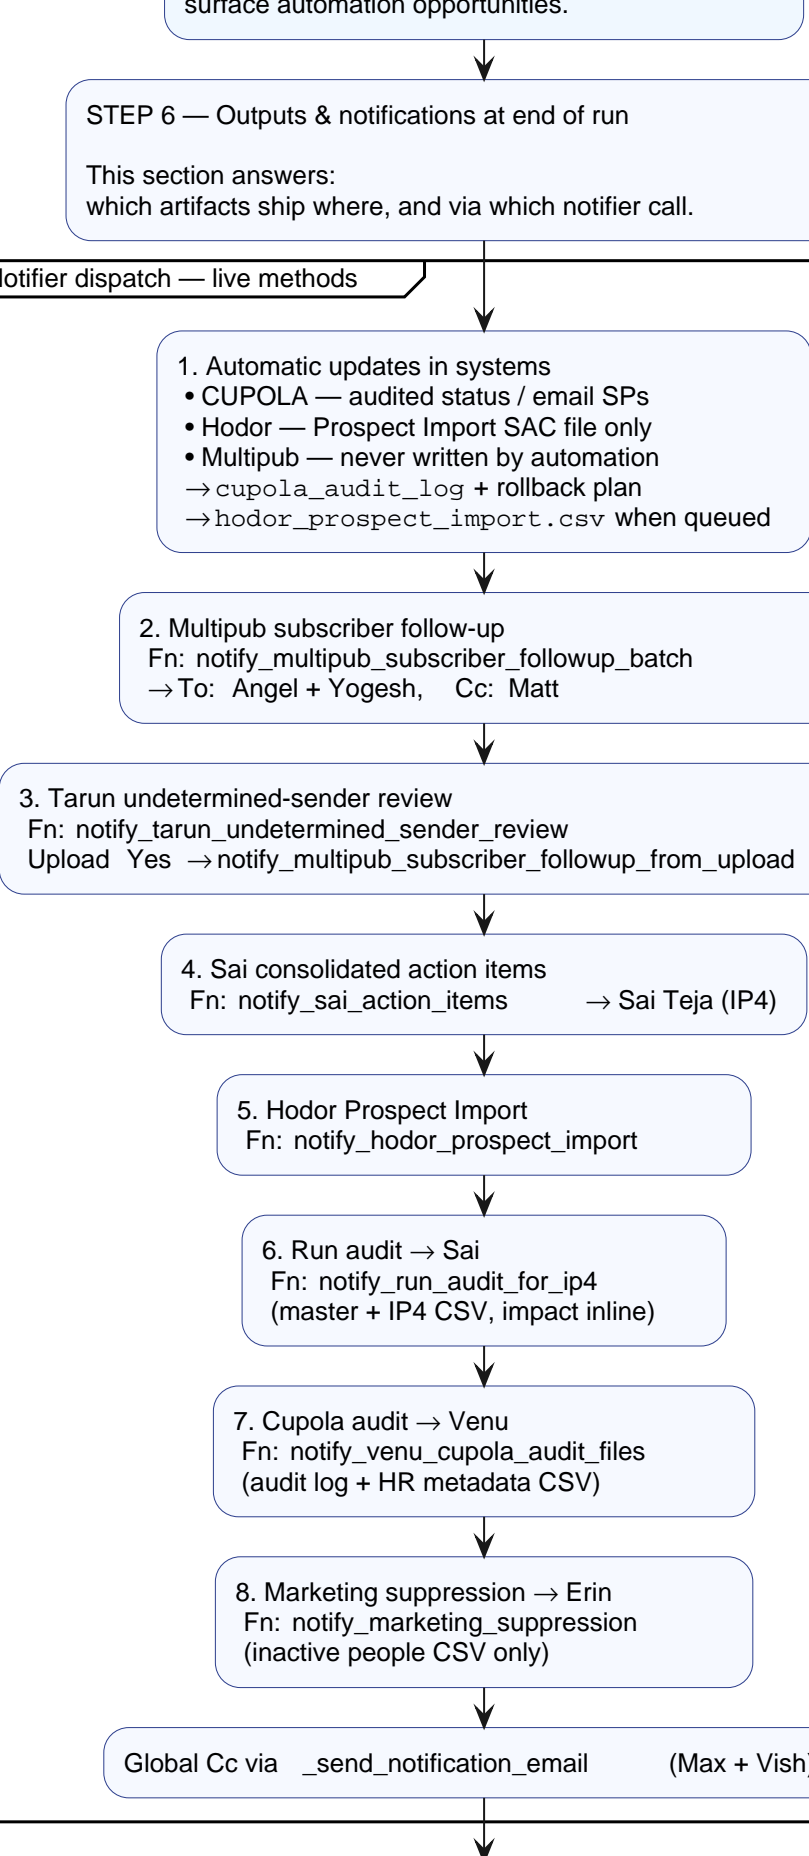 surface automation opportunities.
STEP 6 — Outputs & notifications at end of run
This section answers:
which artifacts ship where, and via which notifier call.
Notifier dispatch — live methods
1. Automatic updates in systems
• CUPOLA — audited status / email SPs
• Hodor — Prospect Import SAC file only
• Multipub — never written by automation
→ cupola_audit_log + rollback plan
→ hodor_prospect_import.csv when queued
2. Multipub subscriber follow-up
Fn: notify_multipub_subscriber_followup_batch
→ To: Angel + Yogesh, Cc: Matt
3. Tarun undetermined-sender review
Fn: notify_tarun_undetermined_sender_review
Upload Yes → notify_multipub_subscriber_followup_from_upload
4. Sai consolidated action items
Fn: notify_sai_action_items → Sai Teja (IP4)
5. Hodor Prospect Import
Fn: notify_hodor_prospect_import
6. Run audit → Sai
Fn: notify_run_audit_for_ip4
(master + IP4 CSV, impact inline)
7. Cupola audit → Venu
Fn: notify_venu_cupola_audit_files
(audit log + HR metadata CSV)
8. Marketing suppression → Erin
Fn: notify_marketing_suppression
(inactive people CSV only)
Global Cc via _send_notification_email (Max + Vish)